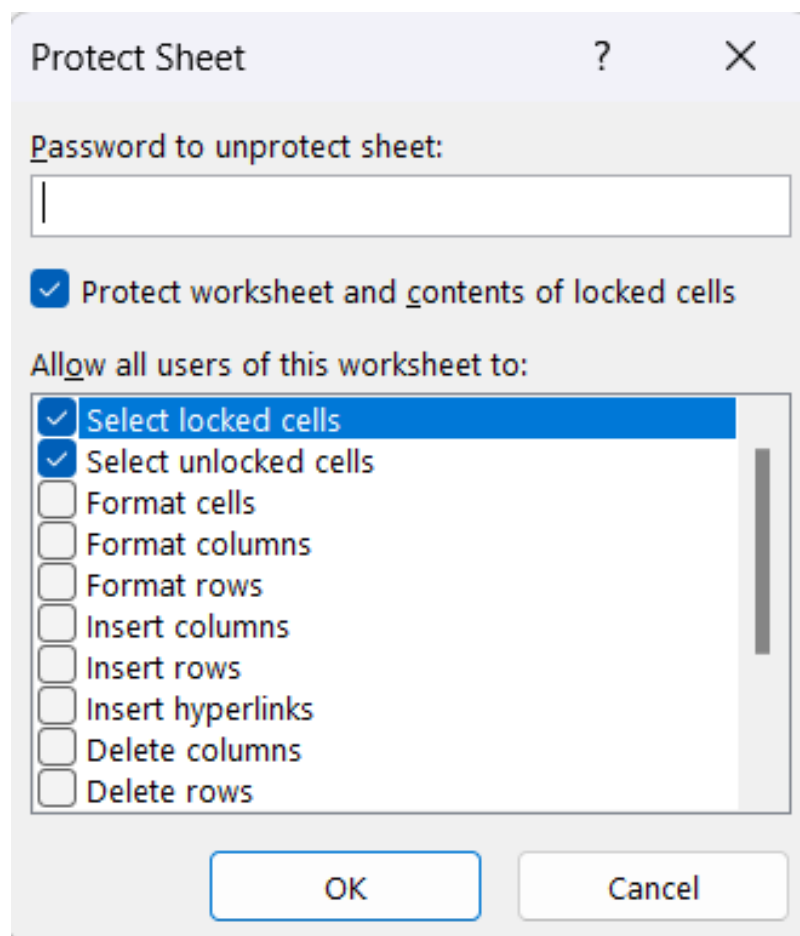 Protect Sheet ?
Password to unprotect sheet:
Protect worksheet and contents of locked cells
Allow all users of this worksheet to:
Select locked cells
Select unlocked cells
Format cells
Format columns
Format rows
Insert columns
Insert rows
Insert hyperlinks
Delete columns
Delete rows
OK Cancel